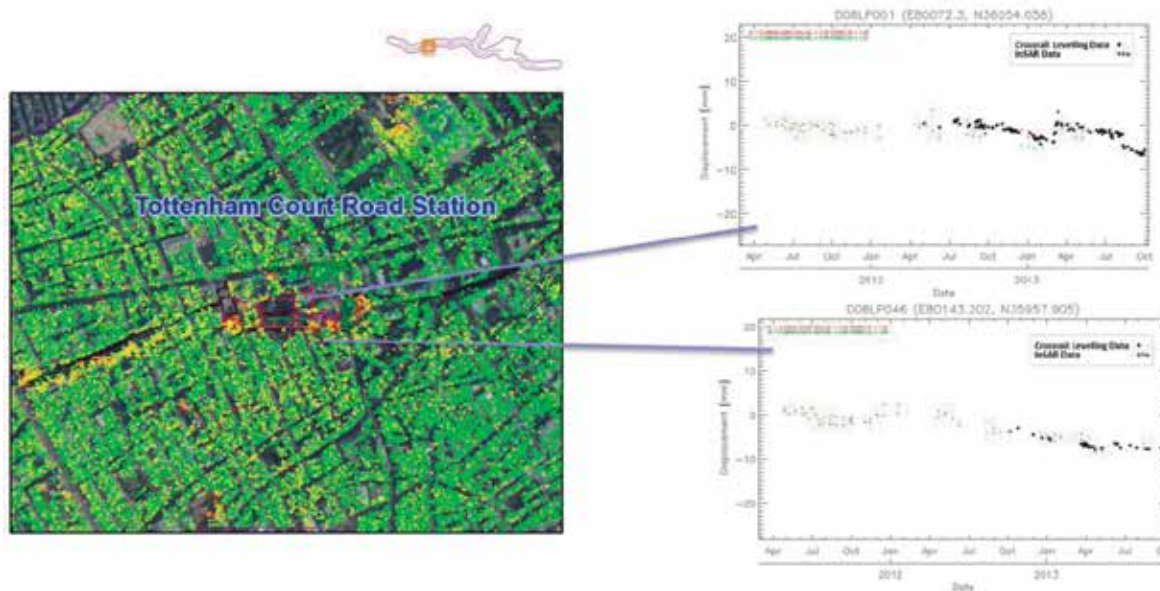 Tottenham Court Road Station
D08LP001 (E80072.3, N36054.056)
Displacement [mm]
20
10
0
-10
-20
Crossrail Levelling Data
InSAR Data
Apr Jul Oct Jan Apr Jul Oct Jan Apr Jul Oct
2013
Date
D08LP046 (E80143.202, N35957.905)
Displacement [mm]
20
10
0
-10
-20
Crossrail Levelling Data
InSAR Data
Apr Jul Oct Jan Apr Jul Oct Jan Apr Jul
2012
2013
Date